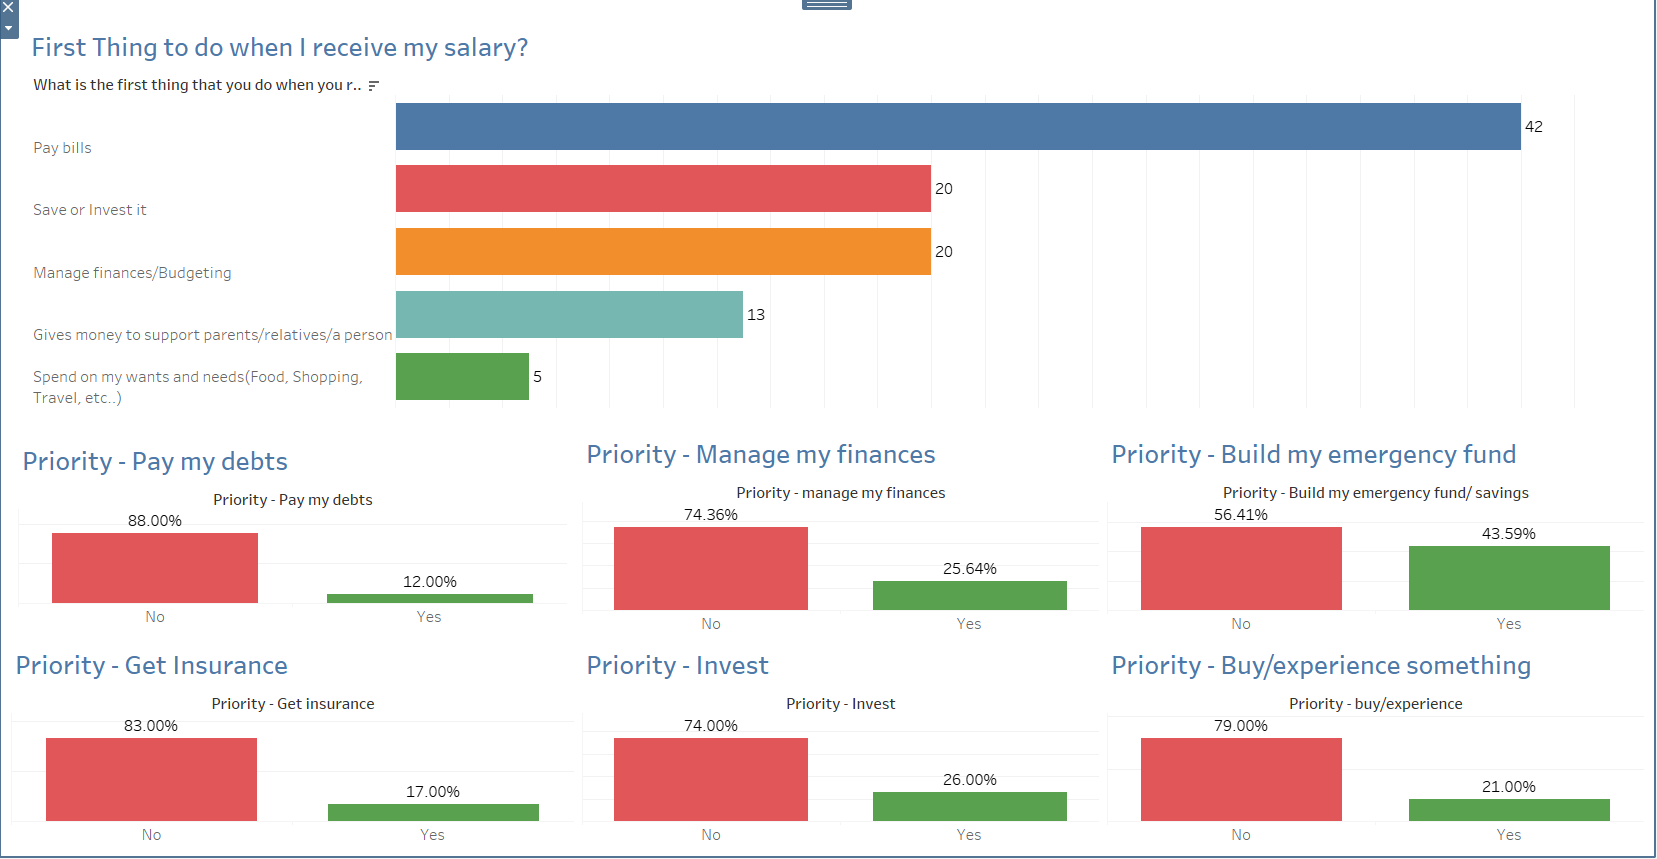 First Thing to do when I receive my salary?
What is the first thing that you do when you r..
Pay bills
42
Save or Invest it
20
Manage finances/Budgeting
20
Gives money to support parents/relatives/a person
13
Spend on my wants and needs(Food, Shopping,
Travel, etc..)
5
Priority - Pay my debts
Priority - Pay my debts
88.00%
12.00%
No
Yes
Priority - Manage my finances
Priority - manage my finances
74.36%
25.64%
No
Yes
Priority - Build my emergency fund
Priority - Build my emergency fund/ savings
56.41%
43.59%
No
Yes
Priority - Get Insurance
Priority - Get insurance
83.00%
17.00%
No
Yes
Priority - Invest
Priority - Invest
74.00%
26.00%
No
Yes
Priority - Buy/experience something
Priority - buy/experience
79.00%
21.00%
No
Yes